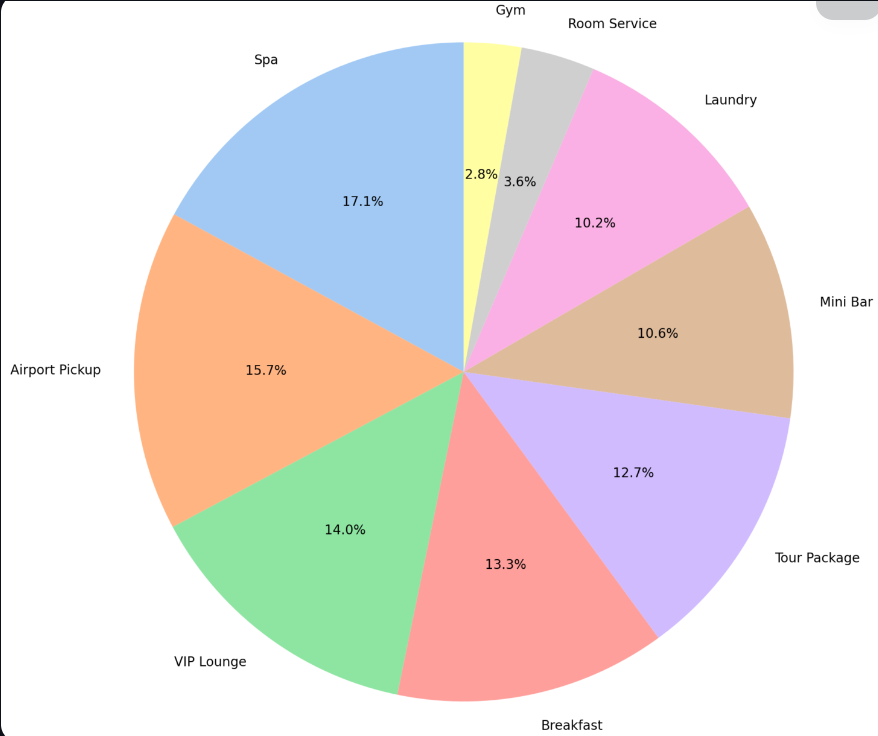 Gym
Room Service
Spa
Laundry
2.8%
3.6%
17.1%
10.2%
Mini Bar
10.6%
Airport Pickup
15.7%
12.7%
14.0%
Tour Package
13.3%
VIP Lounge
Breakfast